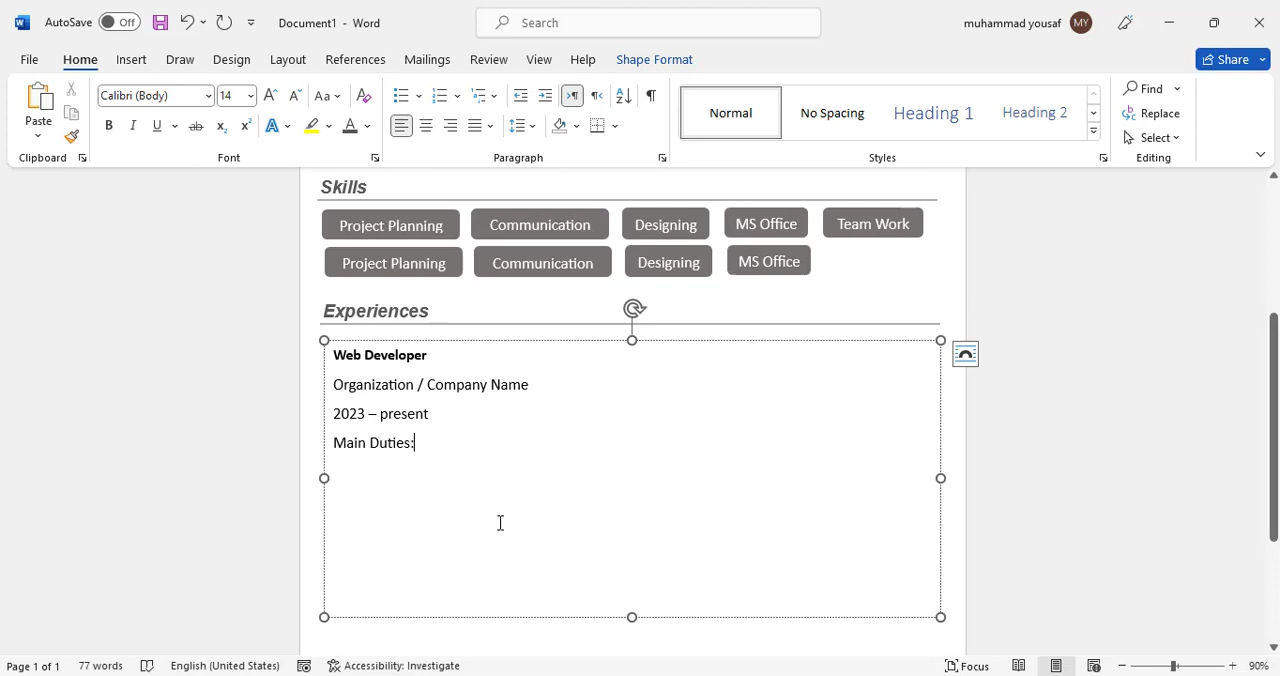 AutoSave Off Document1 - Word Search muhammad yousaf MY
File Home Insert Draw Design Layout References Mailings Review View Help Shape Format Share
Paste Calibri (Body) 14 Aa Normal No Spacing Heading 1 Heading 2 Find
Replace
Select
Clipboard Font Paragraph Styles Editing
Skills
Project Planning Communication Designing MS Office Team Work
Project Planning Communication Designing MS Office
Experiences
Web Developer
Organization / Company Name
2023 – present
Main Duties:
Page 1 of 1 77 words English (United States) Accessibility: Investigate Focus 90%